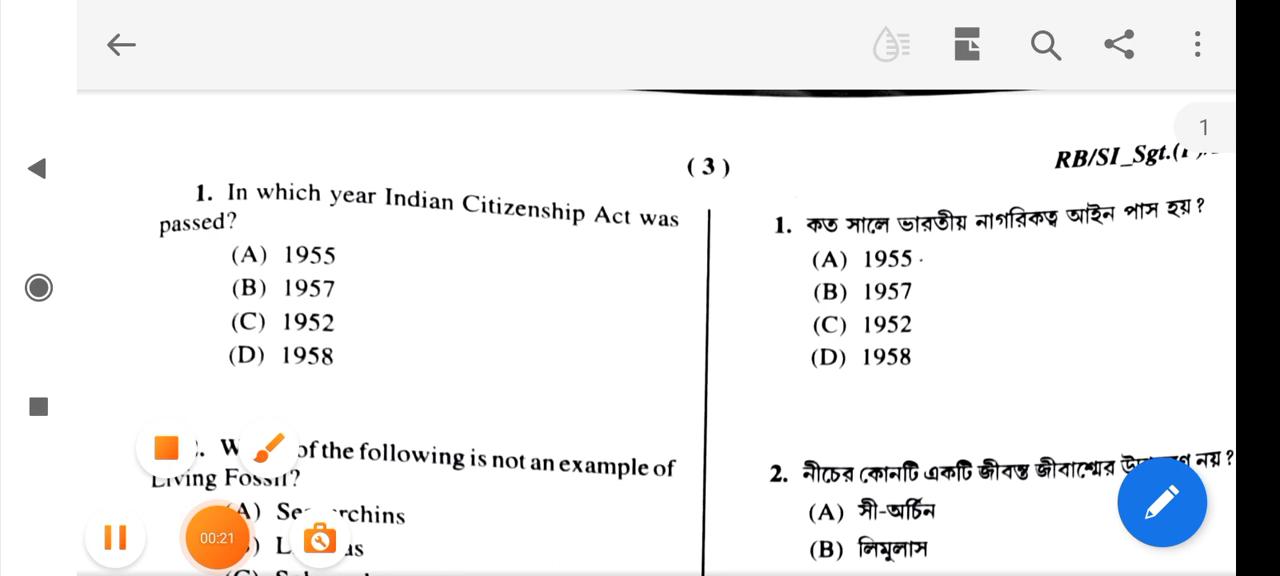 1
( 3 )
RB/SI_Sgt.(
1. In which year Indian Citizenship Act was
passed?
(A) 1955
(B) 1957
(C) 1952
(D) 1958
of the following is not an example of
Living Fossil?
(A)
1. কত সালে ভারতীয় নাগরিকত্ব আইন পাস হয় ?
(A) 1955
(B) 1957
(C) 1952
(D) 1958
2. নীচের কোনটি একটি জীবন্ত জীবাশ্মের নয় ?
(A) সী-অর্চিন
(B) লিমুলাস
00:21